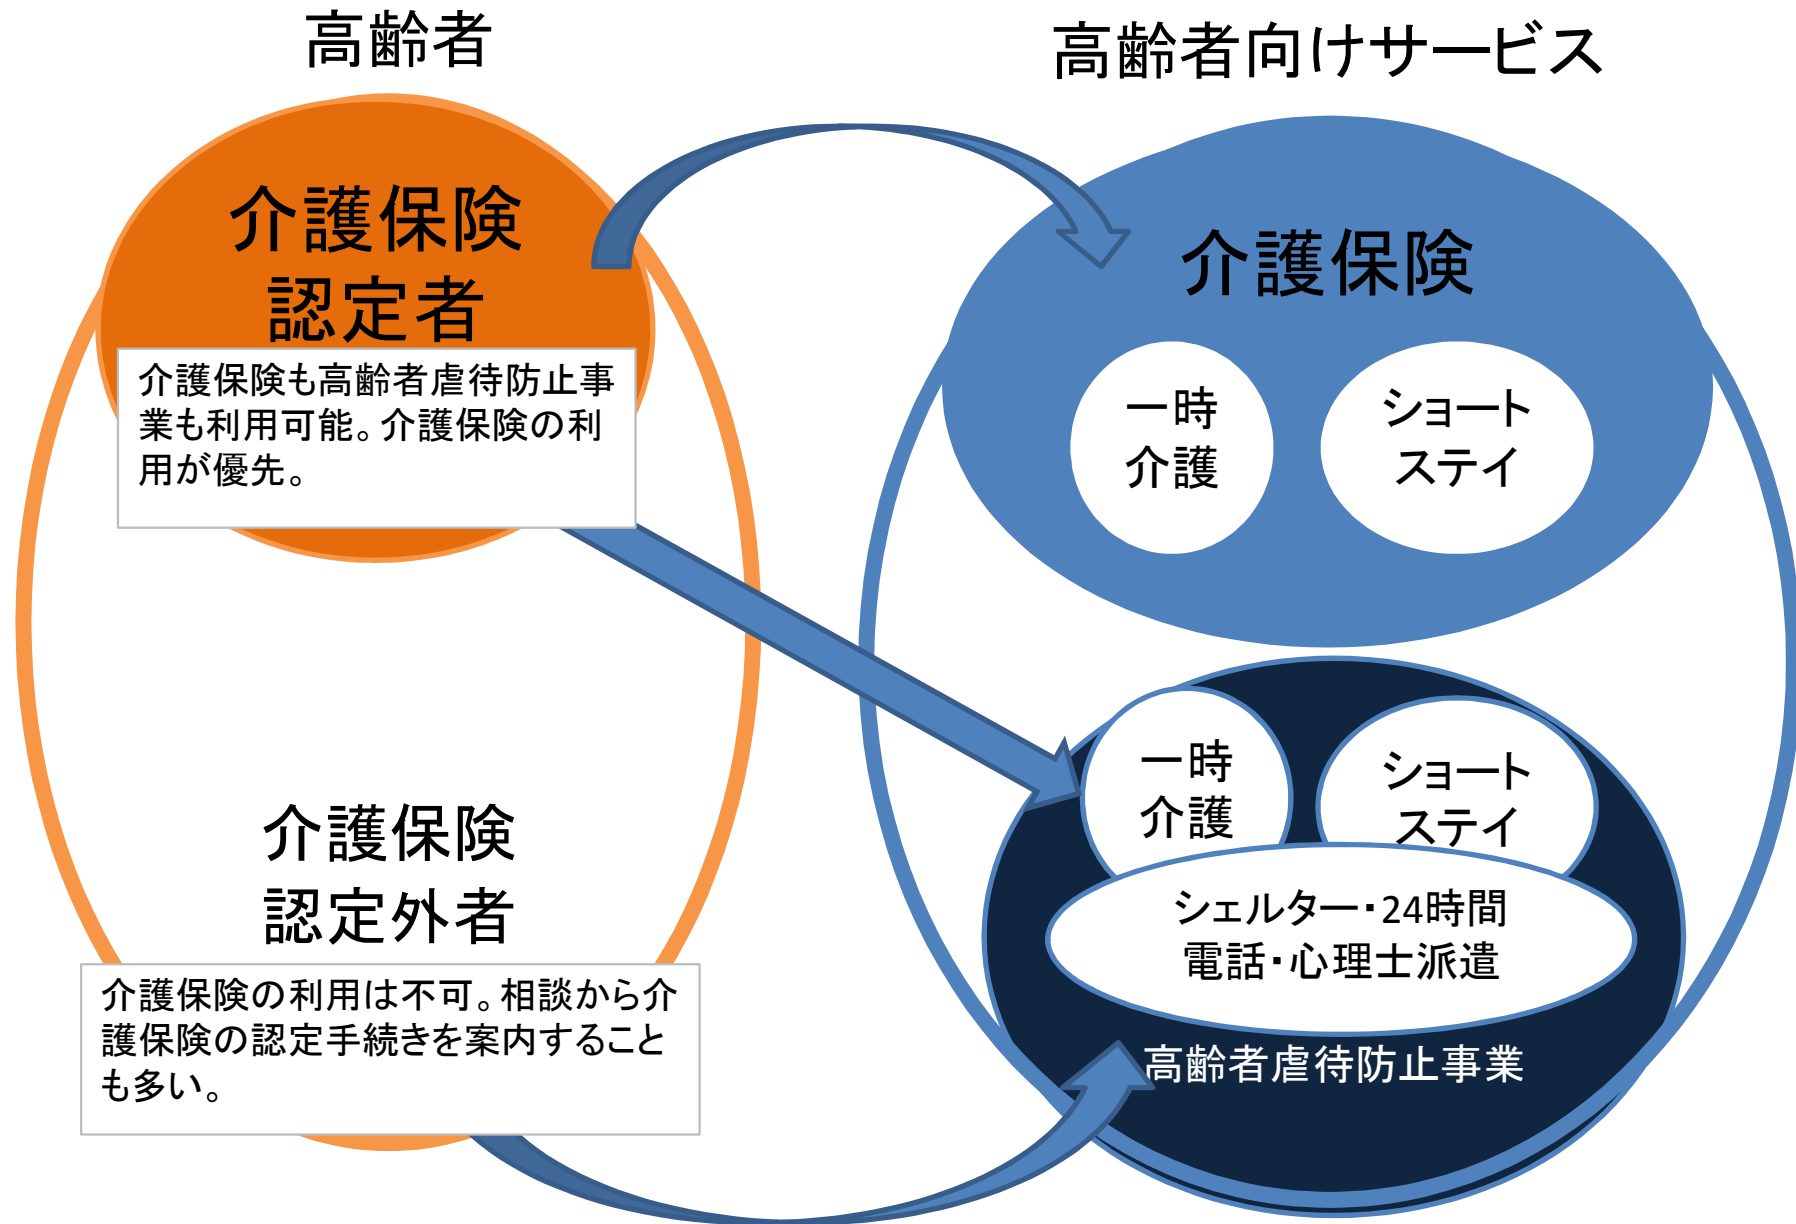 高齢者
高齢者向けサービス
介護保険
認定者
介護保険も高齢者虐待防止事
業も利用可能。介護保険の利
用が優先。
介護保険
一時
介護
ショート
ステイ
介護保険
認定外者
介護保険の利用は不可。相談から介
護保険の認定手続きを案内すること
も多い。
一時
介護
ショート
ステイ
シェルター・24時間
電話・心理士派遣
高齢者虐待防止事業